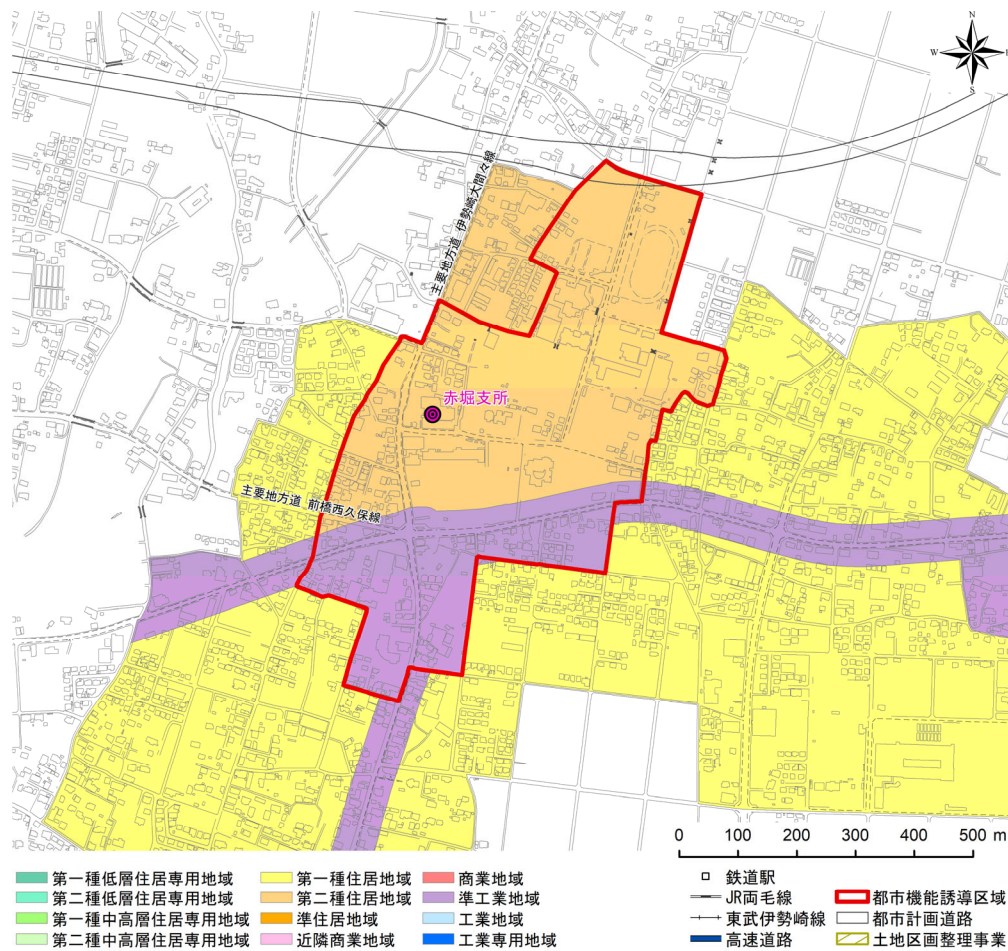 N
W
E
S
主要地方道 伊勢崎大間々線
赤堀支所
主要地方道 前橋西久保線
0 100 200 300 400 500 m
第一種低層住居専用地域
第二種低層住居専用地域
第一種中高層住居専用地域
第二種中高層住居専用地域
第一種住居地域
第二種住居地域
準住居地域
近隣商業地域
商業地域
準工業地域
工業地域
工業専用地域
鉄道駅
JR両毛線
東武伊勢崎線
高速道路
都市機能誘導区域
都市計画道路
土地区画整理事業